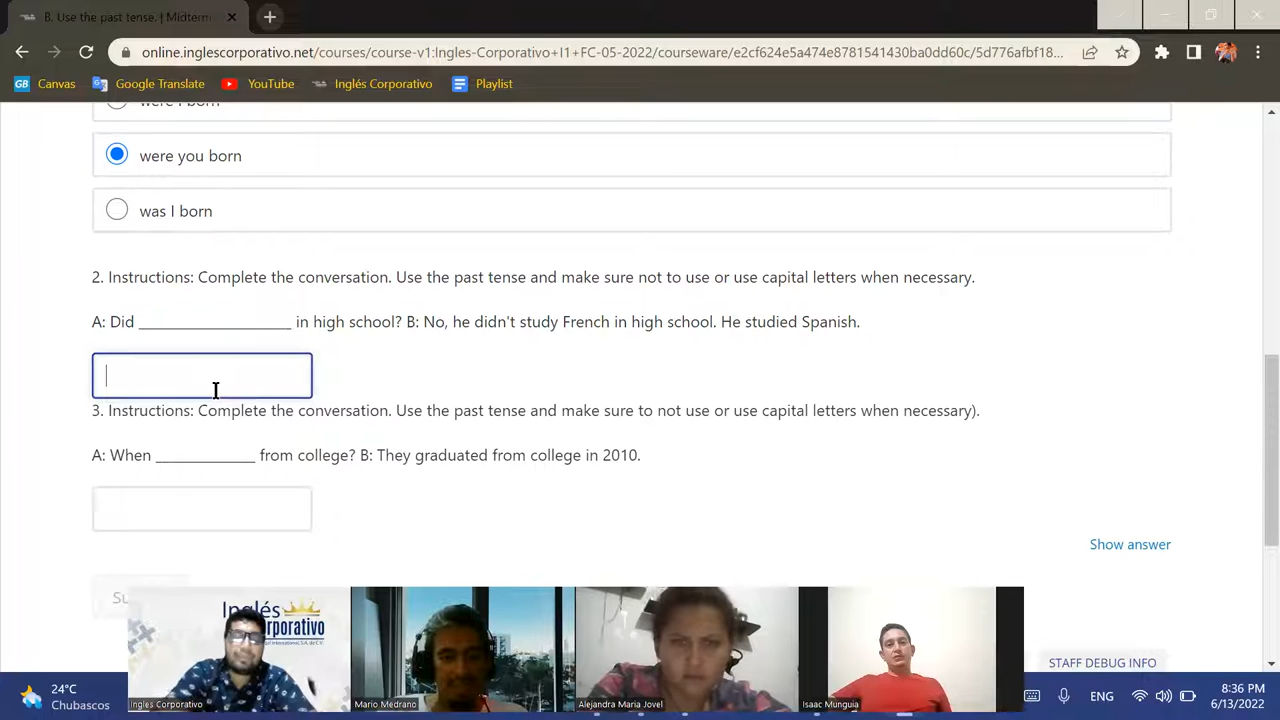 B. Use the past tense. | Midterm
online.inglescorporativo.net/courses/course-v1:Ingles-Corporativo+I1+FC-05-2022/courseware/e2cf624e5a474e8781541430ba0dd60c/5d776afbf18...
GB Canvas Google Translate YouTube Inglés Corporativo Playlist
were I born
were you born
was I born
2. Instructions: Complete the conversation. Use the past tense and make sure not to use or use capital letters when necessary.
A: Did ___________________ in high school? B: No, he didn't study French in high school. He studied Spanish.
3. Instructions: Complete the conversation. Use the past tense and make sure to not use or use capital letters when necessary).
A: When _____________ from college? B: They graduated from college in 2010.
Show answer
Inglés
Corporativo
Ingles Corporativo Mario Medrano Alejandra Maria Jovel Isaac Munguia
STAFF DEBUG INFO
24°C
Chubascos
ENG
8:36 PM
6/13/2022